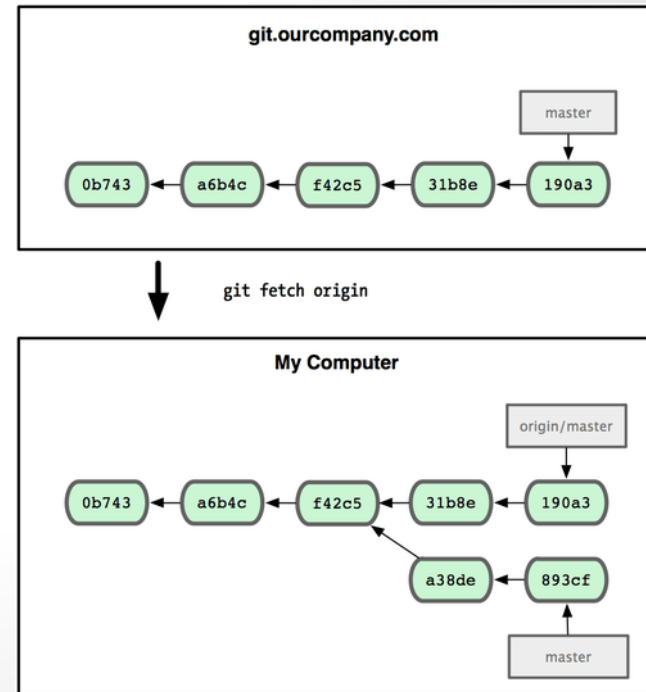 git.ourcompany.com
master
0b743 a6b4c f42c5 31b8e 190a3
git fetch origin
My Computer
origin/master
0b743 a6b4c f42c5 31b8e 190a3
a38de 893cf
master